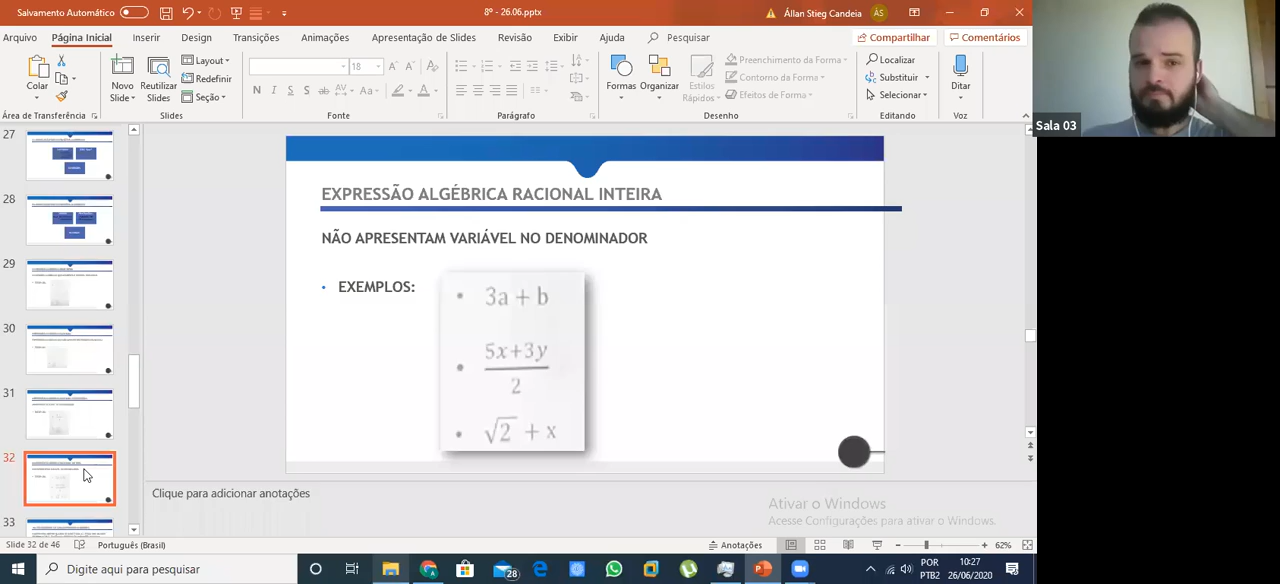 Salvamento Automático
8º - 26.06.pptx
Állan Stieg Candeia
ÁS
Arquivo
Página Inicial
Inserir
Design
Transições
Animações
Apresentação de Slides
Revisão
Exibir
Ajuda
Pesquisar
Compartilhar
Comentários
Colar
Novo
Slide
Reutilizar
Slides
Layout
Redefinir
Seção
18
N I S S ab AV Aa
Formas
Organizar
Estilos
Rápidos
Preenchimento da Forma
Contorno da Forma
Efeitos de Forma
Localizar
Substituir
Selecionar
Ditar
Área de Transferência
Slides
Fonte
Parágrafo
Desenho
Editando
Voz
Sala 03
27
28
29
30
31
32
33
EXPRESSÃO ALGÉBRICA RACIONAL INTEIRA
NÃO APRESENTAM VARIÁVEL NO DENOMINADOR
• EXEMPLOS:
• 3a + b
• 5x+3y
2
• √2 + x
Clique para adicionar anotações
Ativar o Windows
Acesse Configurações para ativar o Windows.
Slide 32 de 46
Português (Brasil)
Anotações
62%
Digite aqui para pesquisar
28
POR
PTB2
10:27
26/06/2020